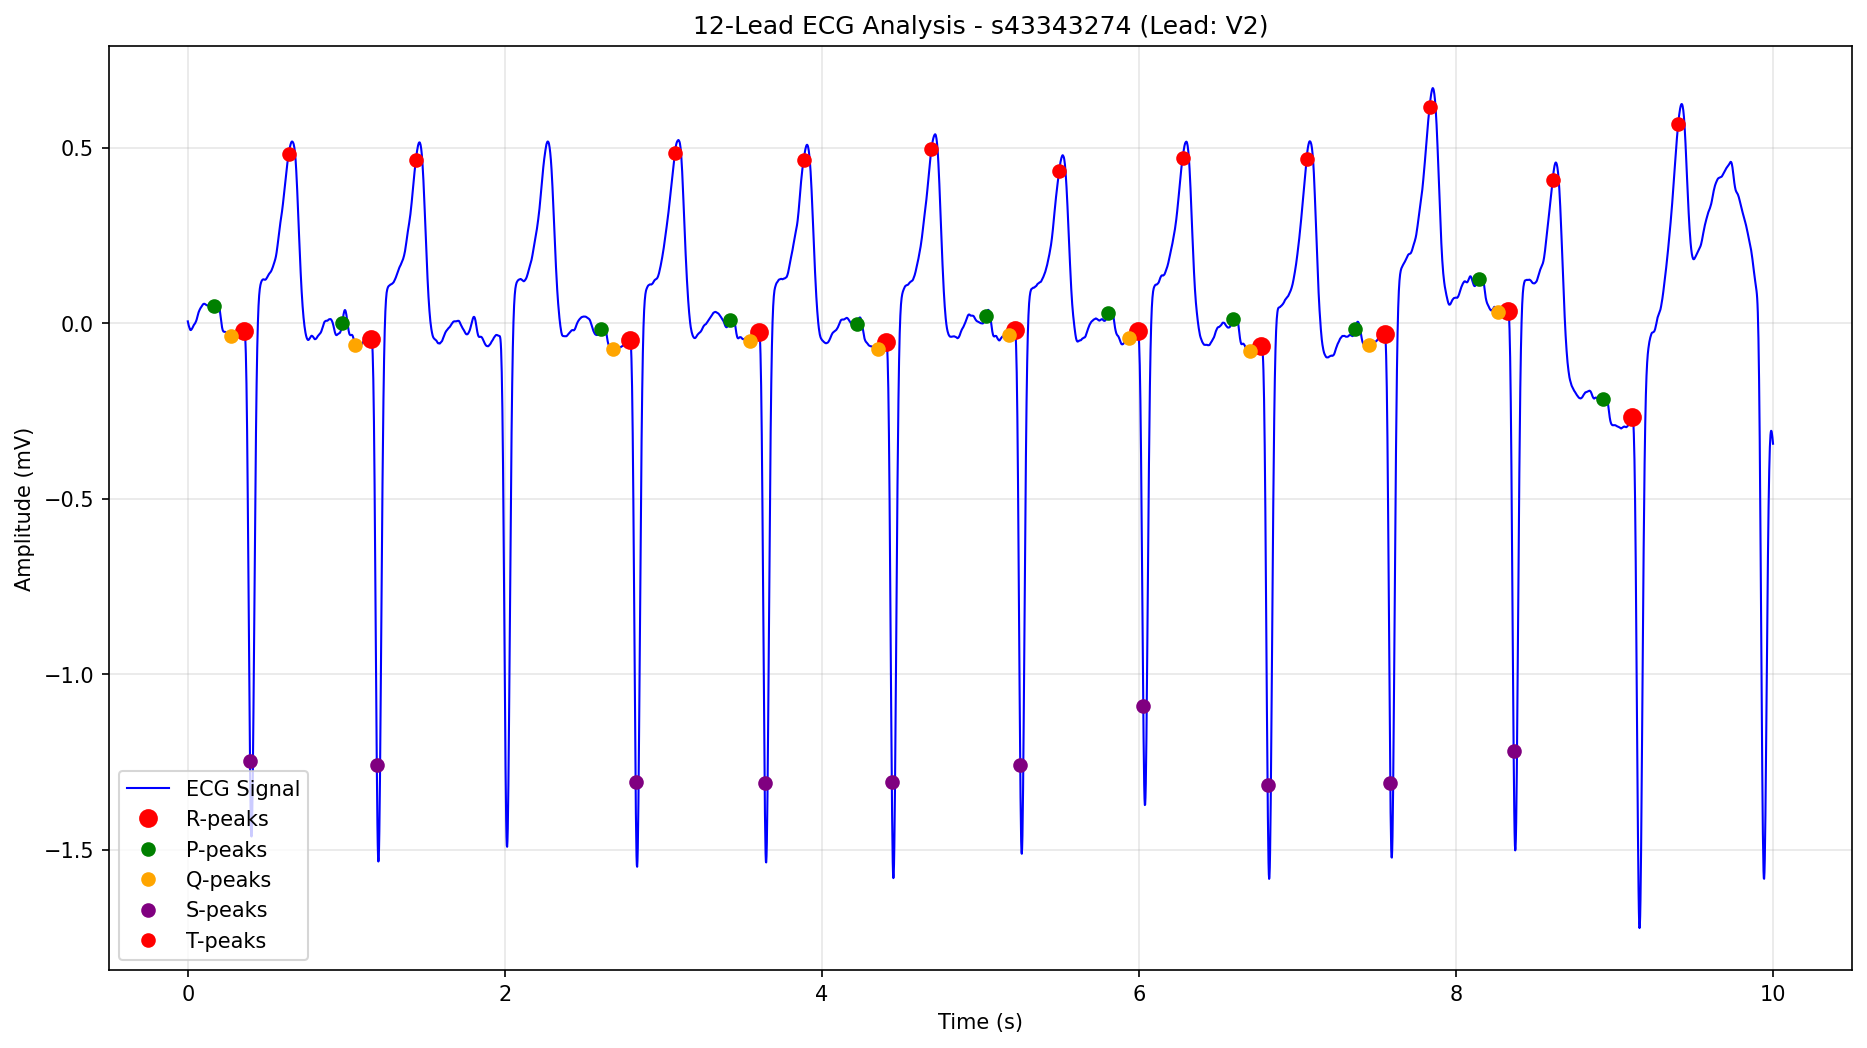 12-Lead ECG Analysis - s43343274 (Lead: V2)
Amplitude (mV)
0.5
0.0
−0.5
−1.0
−1.5
ECG Signal
R-peaks
P-peaks
Q-peaks
S-peaks
T-peaks
0 2 4 6 8 10
Time (s)